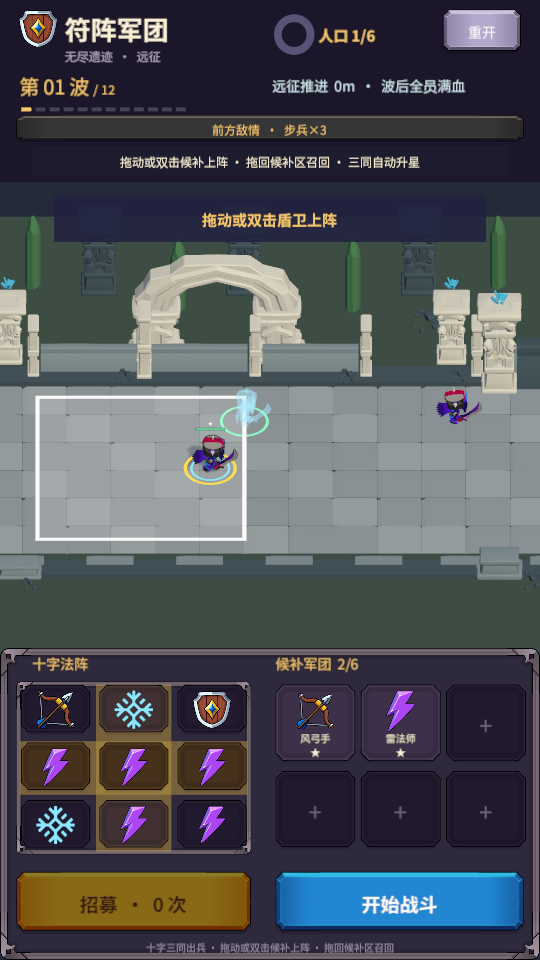 符阵军团
无尽遗迹 · 远征
人口 1/6
重开
第 01 波 / 12
远征推进 0m · 波后全员满血
前方敌情 · 步兵×3
拖动或双击候补上阵 · 拖回候补区召回 · 三同自动升星
拖动或双击盾卫上阵
十字法阵
候补军团 2/6
风弓手
★
雷法师
★
招募 · 0 次
开始战斗
十字三同出兵 · 拖动或双击候补上阵 · 拖回候补区召回